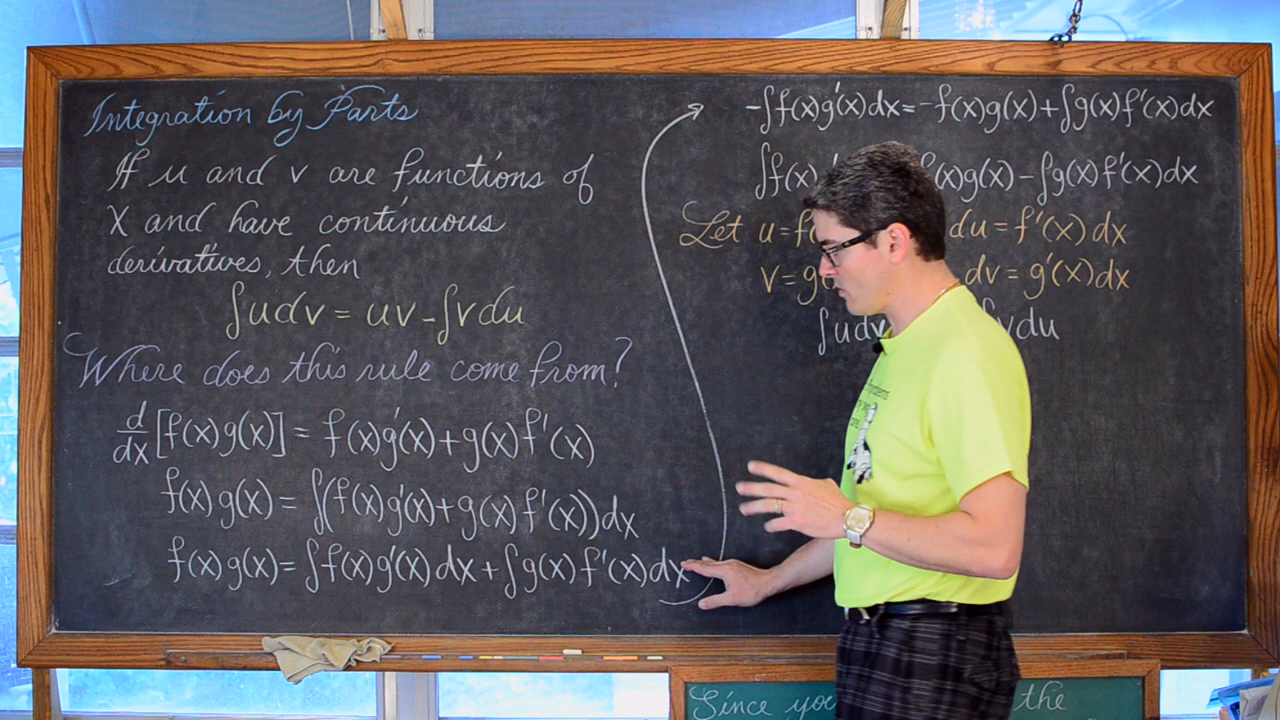 Integration by Parts
If u and v are functions of
x and have continuous
derivatives, then
∫udv = uv - ∫vdu
Where does this rule come from?
d/dx [f(x)g(x)] = f(x)g'(x)+g(x)f'(x)
f(x)g(x) = ∫(f(x)g'(x)+g(x)f'(x))dx
f(x)g(x) = ∫f(x)g'(x)dx + ∫g(x)f'(x)dx
-∫f(x)g'(x)dx = -f(x)g(x)+∫g(x)f'(x)dx
∫f(x) (x)g(x) - ∫g(x)f'(x)dx
Let u = f( du = f'(x)dx
v = g( dv = g'(x)dx
∫udv ∫vdu
Since you the